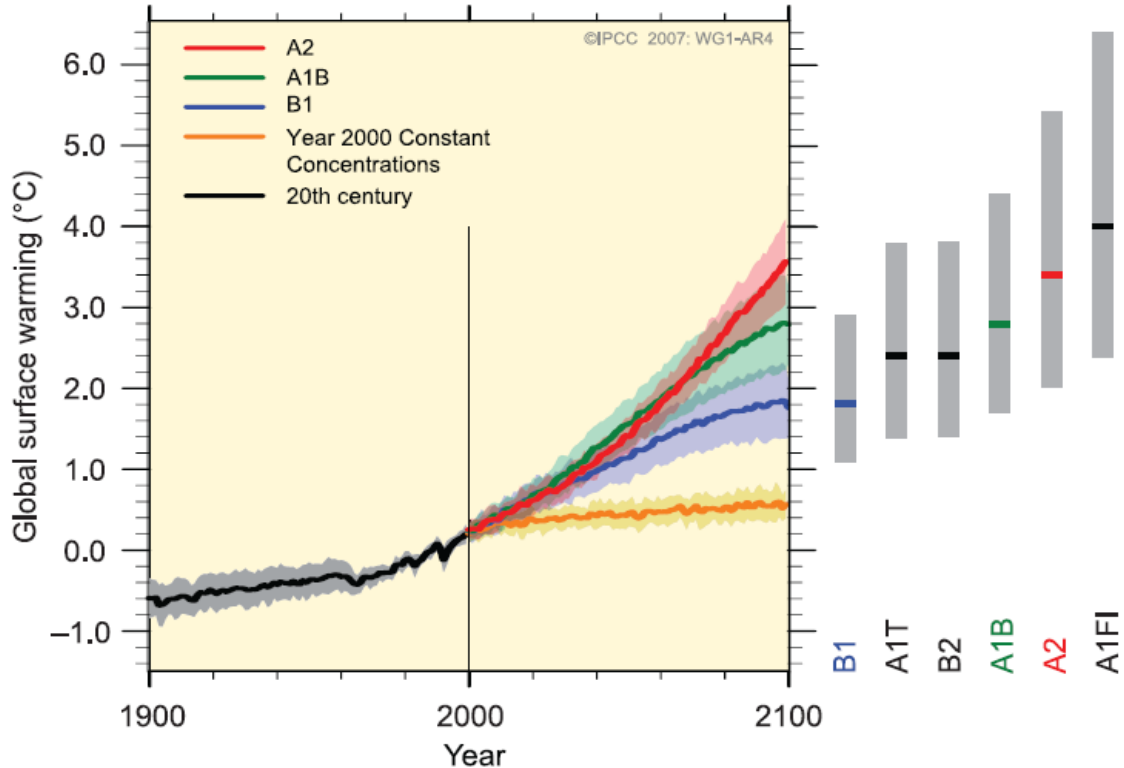 ©IPCC 2007: WG1-AR4
A2
A1B
B1
Year 2000 Constant
Concentrations
20th century
Global surface warming (°C)
6.0
5.0
4.0
3.0
2.0
1.0
0.0
–1.0
1900
2000
2100
Year
B1
A1T
B2
A1B
A2
A1FI